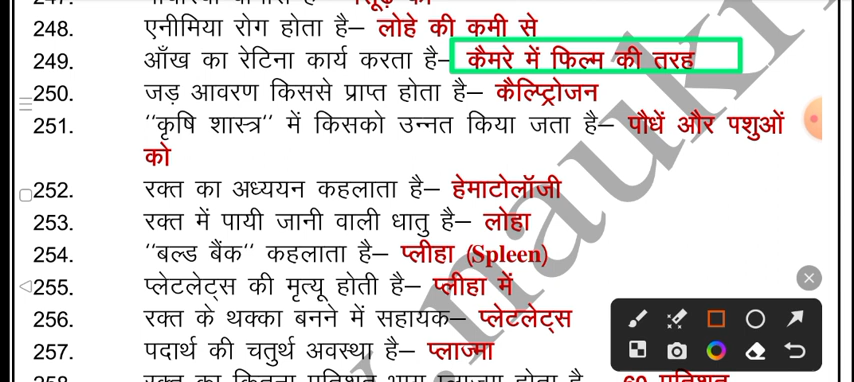 248. एनीमिया रोग होता है– लोहे की कमी से
249. आँख का रेटिना कार्य करता है– कैमरे में फिल्म की तरह
250. जड़ आवरण किससे प्राप्त होता है– कैल्प्ट्रोजन
251. "कृषि शास्त्र" में किसको उन्नत किया जता है– पौधें और पशुओं
को
252. रक्त का अध्ययन कहलाता है– हेमाटोलॉजी
253. रक्त में पायी जानी वाली धातु है– लोहा
254. "बल्ड बैंक" कहलाता है– प्लीहा (Spleen)
255. प्लेटलेट्स की मृत्यू होती है– प्लीहा में
256. रक्त के थक्का बनने में सहायक– प्लेटलेट्स
257. पदार्थ की चतुर्थ अवस्था है– प्लाज्मा